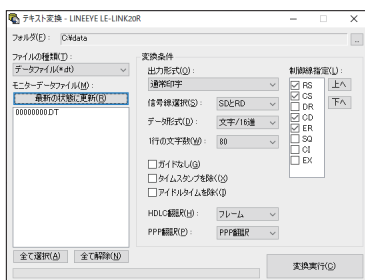 テキスト変換 - LINEEYE LE-LINK20R
フォルダ(F): D:¥data
...
ファイルの種類(T):
データファイル(*.dt)
モニターデータファイル(M):
最新の状態に更新(R)
00000000.DT
全て選択(A) 全て解除(N)
変換条件
出力形式(O):
通常印字
信号線選択(S): SDとRD
データ形式(D): 文字/16進
1行の文字数(W): 80
ガイドなし(G)
タイムスタンプを除く(X)
アイドルタイムを除く(I)
HDLC翻訳(H): フレーム
PPP翻訳(P): PPP翻訳
制御線指定(L):
RS 上へ
CS 下へ
DR
CD
ER
SQ
CI
EX
変換実行(C)